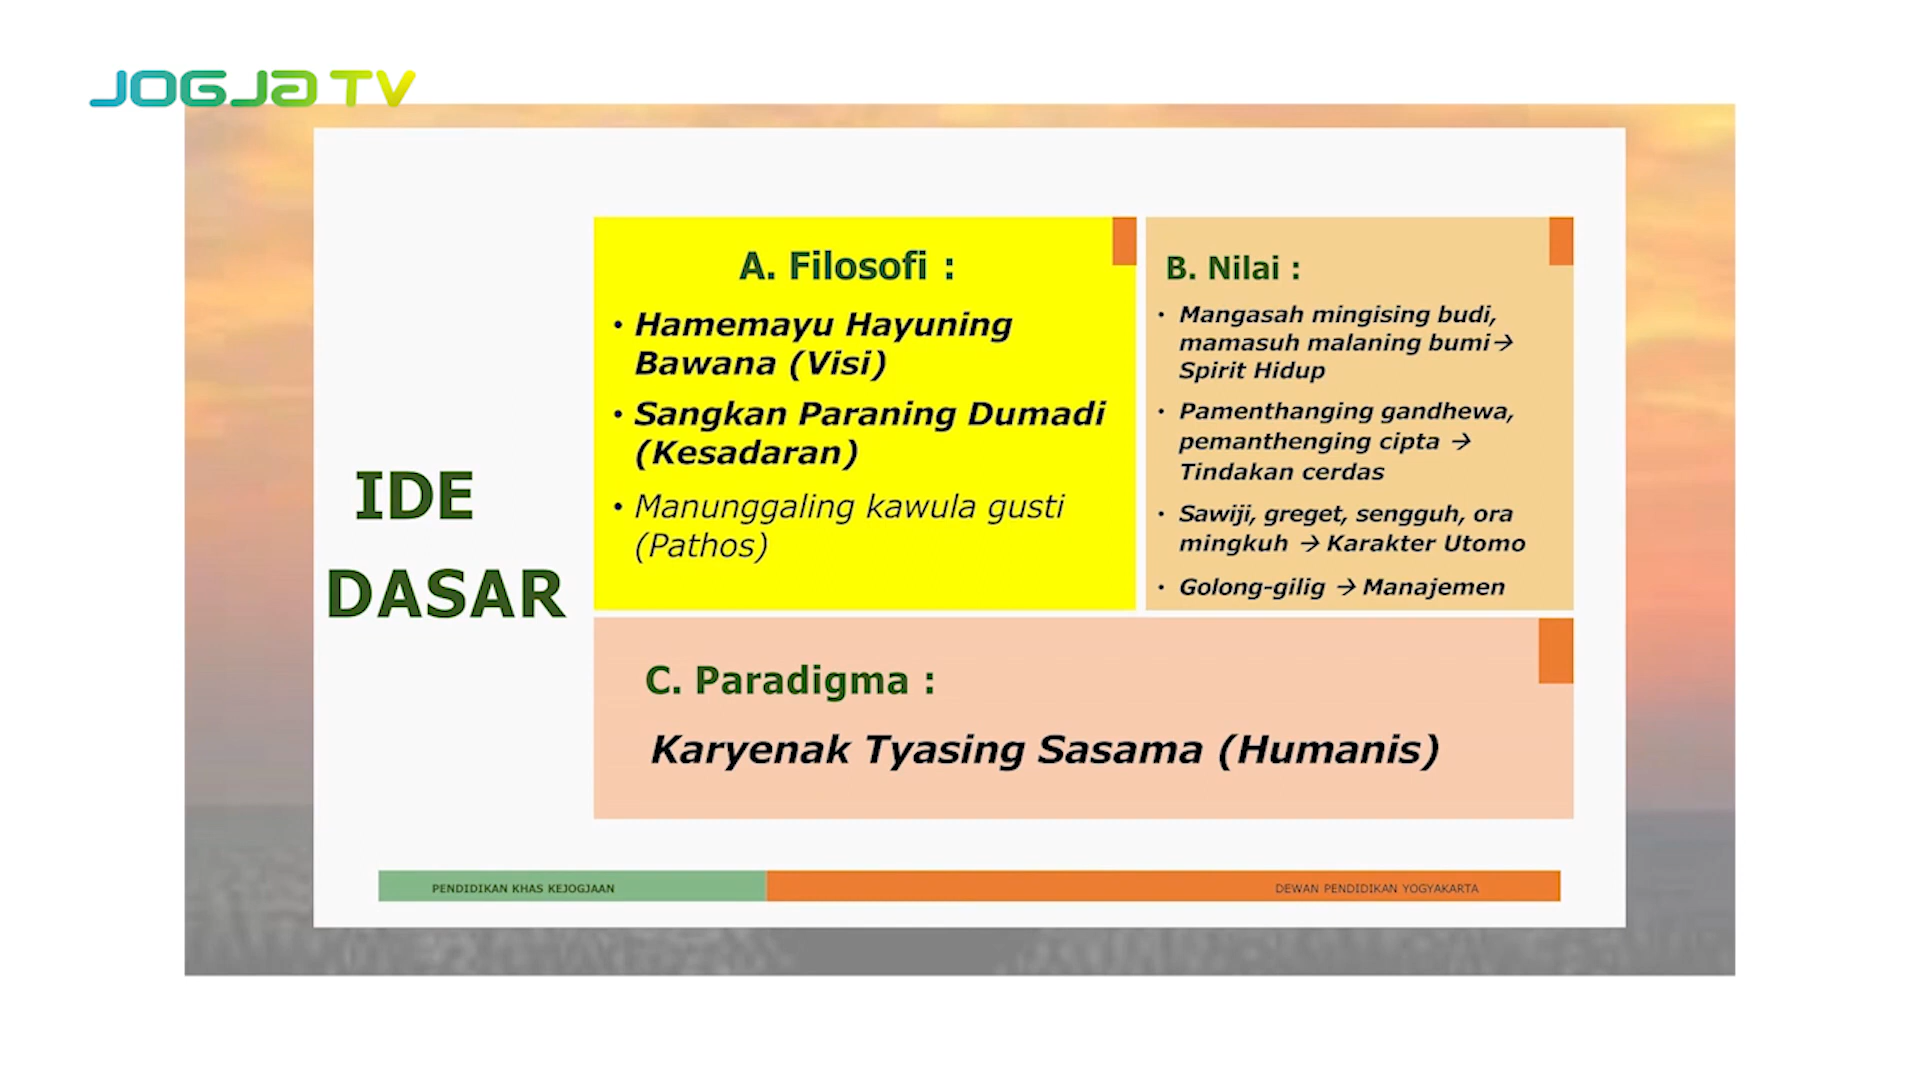 JOGJA TV
IDE
DASAR
A. Filosofi :
• Hamemayu Hayuning
Bawana (Visi)
• Sangkan Paraning Dumadi
(Kesadaran)
• Manunggaling kawula gusti
(Pathos)
B. Nilai :
• Mangasah mingising budi,
mamasuh malaning bumi→
Spirit Hidup
• Pamenthanging gandhewa,
pemanthenging cipta →
Tindakan cerdas
• Sawiji, greget, sengguh, ora
mingkuh → Karakter Utomo
• Golong-gilig → Manajemen
C. Paradigma :
Karyenak Tyasing Sasama (Humanis)
PENDIDIKAN KHAS KEJOGJAAN
DEWAN PENDIDIKAN YOGYAKARTA